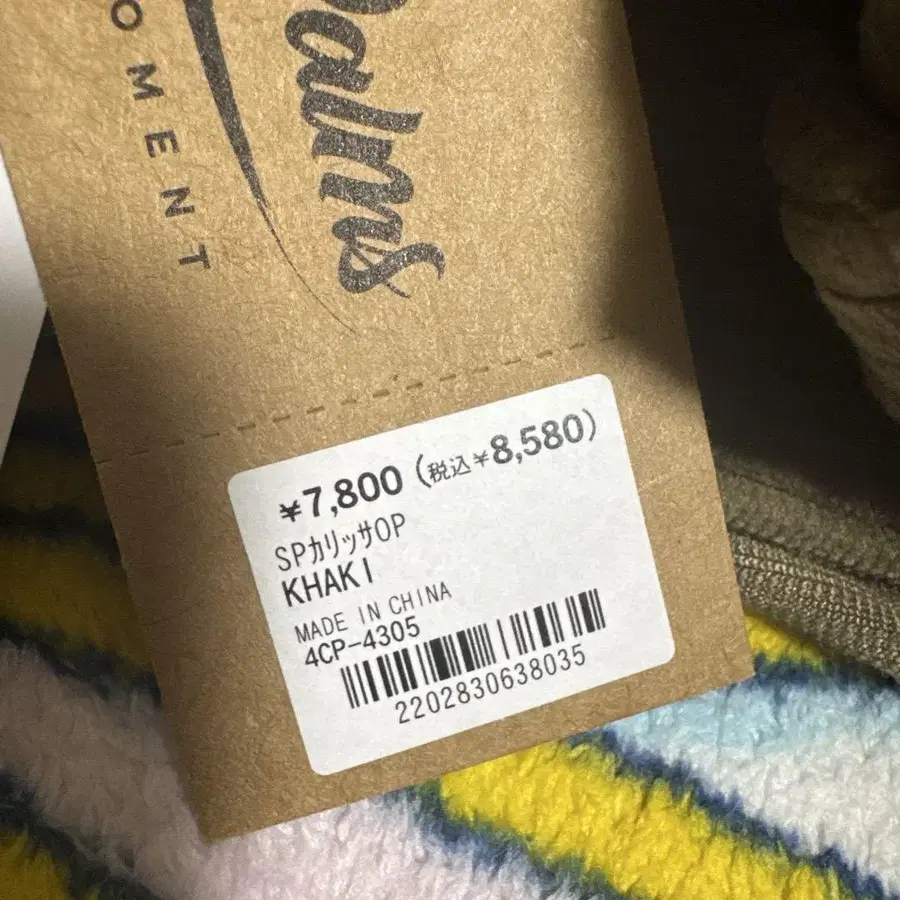 alms
OMENT
¥7,800 (税込¥8,580)
SPカリッサOP
KHAKI
MADE IN CHINA
4CP-4305
2202830638035